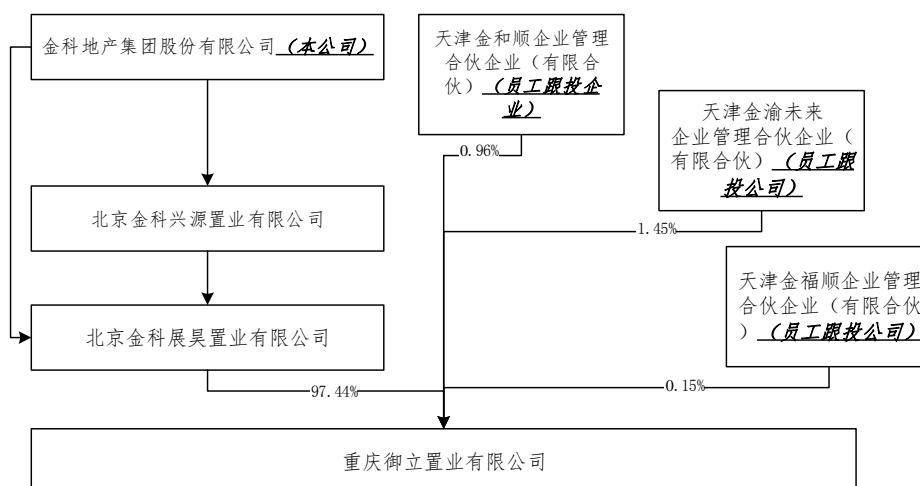 金科地产集团股份有限公司（本公司）
天津金和顺企业管理
合伙企业（有限合
伙）（员工跟投企
业）
天津金渝未来
企业管理合伙企业（
有限合伙）（员工跟
投公司）
0.96%
北京金科兴源置业有限公司
1.45%
天津金福顺企业管理
合伙企业（有限合伙
）（员工跟投公司）
北京金科展昊置业有限公司
97.44%
0.15%
重庆御立置业有限公司